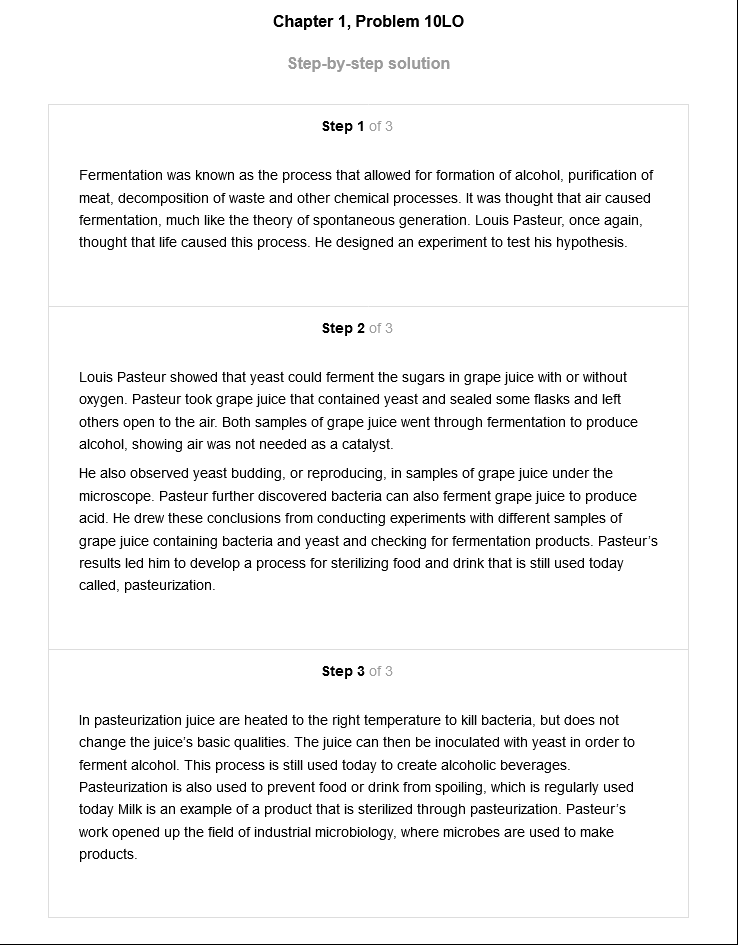 Chapter 1, Problem 10LO
Step-by-step solution
Step 1 of 3
Fermentation was known as the process that allowed for formation of alcohol, purification of
meat, decomposition of waste and other chemical processes. It was thought that air caused
fermentation, much like the theory of spontaneous generation. Louis Pasteur, once again,
thought that life caused this process. He designed an experiment to test his hypothesis.
Step 2 of 3
Louis Pasteur showed that yeast could ferment the sugars in grape juice with or without
oxygen. Pasteur took grape juice that contained yeast and sealed some flasks and left
others open to the air. Both samples of grape juice went through fermentation to produce
alcohol, showing air was not needed as a catalyst.
He also observed yeast budding, or reproducing, in samples of grape juice under the
microscope. Pasteur further discovered bacteria can also ferment grape juice to produce
acid. He drew these conclusions from conducting experiments with different samples of
grape juice containing bacteria and yeast and checking for fermentation products. Pasteur’s
results led him to develop a process for sterilizing food and drink that is still used today
called, pasteurization.
Step 3 of 3
In pasteurization juice are heated to the right temperature to kill bacteria, but does not
change the juice’s basic qualities. The juice can then be inoculated with yeast in order to
ferment alcohol. This process is still used today to create alcoholic beverages.
Pasteurization is also used to prevent food or drink from spoiling, which is regularly used
today Milk is an example of a product that is sterilized through pasteurization. Pasteur’s
work opened up the field of industrial microbiology, where microbes are used to make
products.